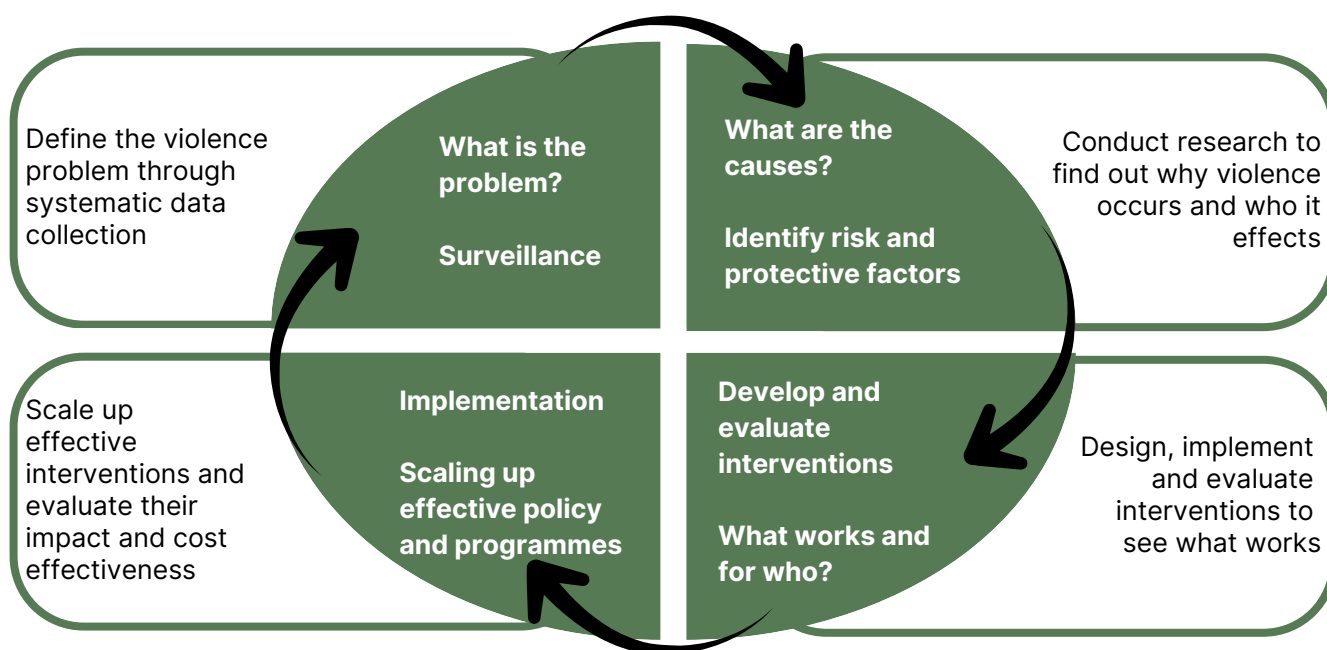 Define the violence
problem through
systematic data
collection
What is the
problem?
Surveillance
What are the
causes?
Identify risk and
protective factors
Conduct research to
find out why violence
occurs and who it
effects
Scale up
effective
interventions and
evaluate their
impact and cost
effectiveness
Implementation
Scaling up
effective policy
and programmes
Develop and
evaluate
interventions
What works and
for who?
Design, implement
and evaluate
interventions to
see what works